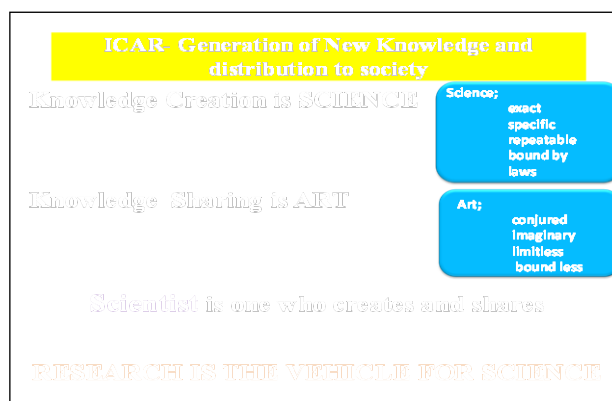 ICAR- Generation of New Knowledge and
distribution to society
Knowledge Creation is SCIENCE
Science;
exact
specific
repeatable
bound by
laws
Knowledge Sharing is ART
Art;
conjured
imaginary
limitless
bound less
Scientist is one who creates and shares
RESEARCH IS THE VEHICLE FOR SCIENCE